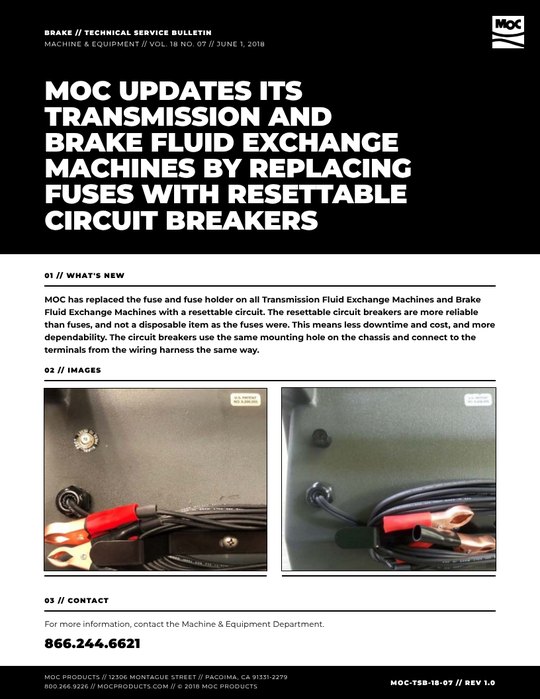 BRAKE // TECHNICAL SERVICE BULLETIN
MACHINE & EQUIPMENT // VOL. 18 NO. 07 // JUNE 1, 2018
MOC
MOC UPDATES ITS
TRANSMISSION AND
BRAKE FLUID EXCHANGE
MACHINES BY REPLACING
FUSES WITH RESETTABLE
CIRCUIT BREAKERS
01 // WHAT'S NEW
MOC has replaced the fuse and fuse holder on all Transmission Fluid Exchange Machines and Brake
Fluid Exchange Machines with a resettable circuit. The resettable circuit breakers are more reliable
than fuses, and not a disposable item as the fuses were. This means less downtime and cost, and more
dependability. The circuit breakers use the same mounting hole on the chassis and connect to the
terminals from the wiring harness the same way.
02 // IMAGES
U.S. PATENT
U.S. PATENT
03 // CONTACT
For more information, contact the Machine & Equipment Department.
866.244.6621
MOC PRODUCTS // 12306 MONTAGUE STREET // PACOIMA, CA 91331-2279
800.266.9226 // MOCPRODUCTS.COM // © 2018 MOC PRODUCTS
MOC-TSB-18-07 // REV 1.0